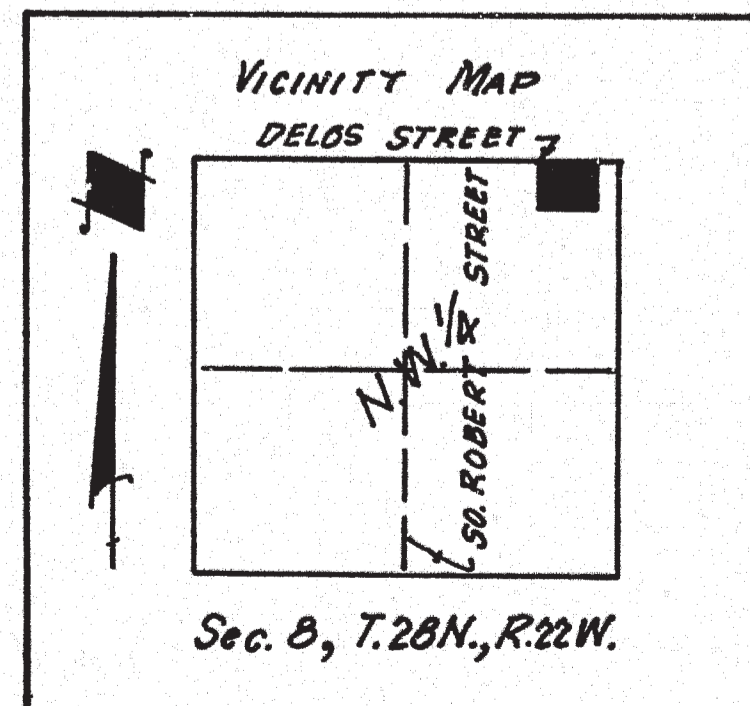 VICINITY MAP
DELOS STREET
N.W. 1/4
SO. ROBERT STREET
Sec. 8, T.28N., R.22W.